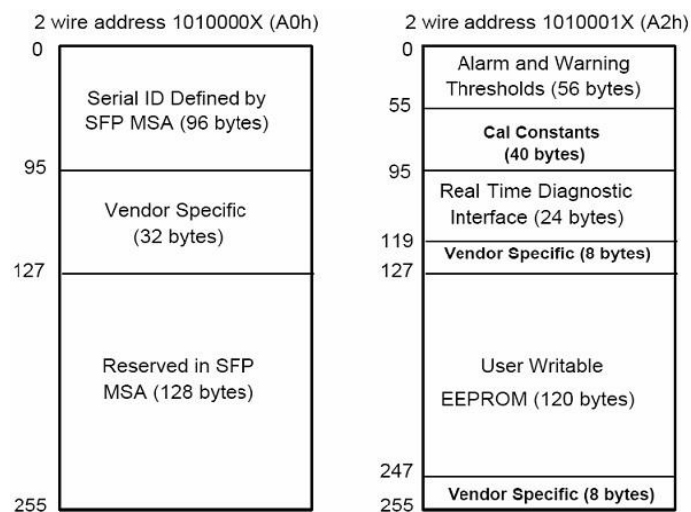 2 wire address 1010000X (A0h)
0
Serial ID Defined by
SFP MSA (96 bytes)
95
Vendor Specific
(32 bytes)
127
Reserved in SFP
MSA (128 bytes)
255
2 wire address 1010001X (A2h)
0
Alarm and Warning
Thresholds (56 bytes)
55
Cal Constants
(40 bytes)
95
Real Time Diagnostic
Interface (24 bytes)
119
Vendor Specific (8 bytes)
127
User Writable
EEPROM (120 bytes)
247
Vendor Specific (8 bytes)
255